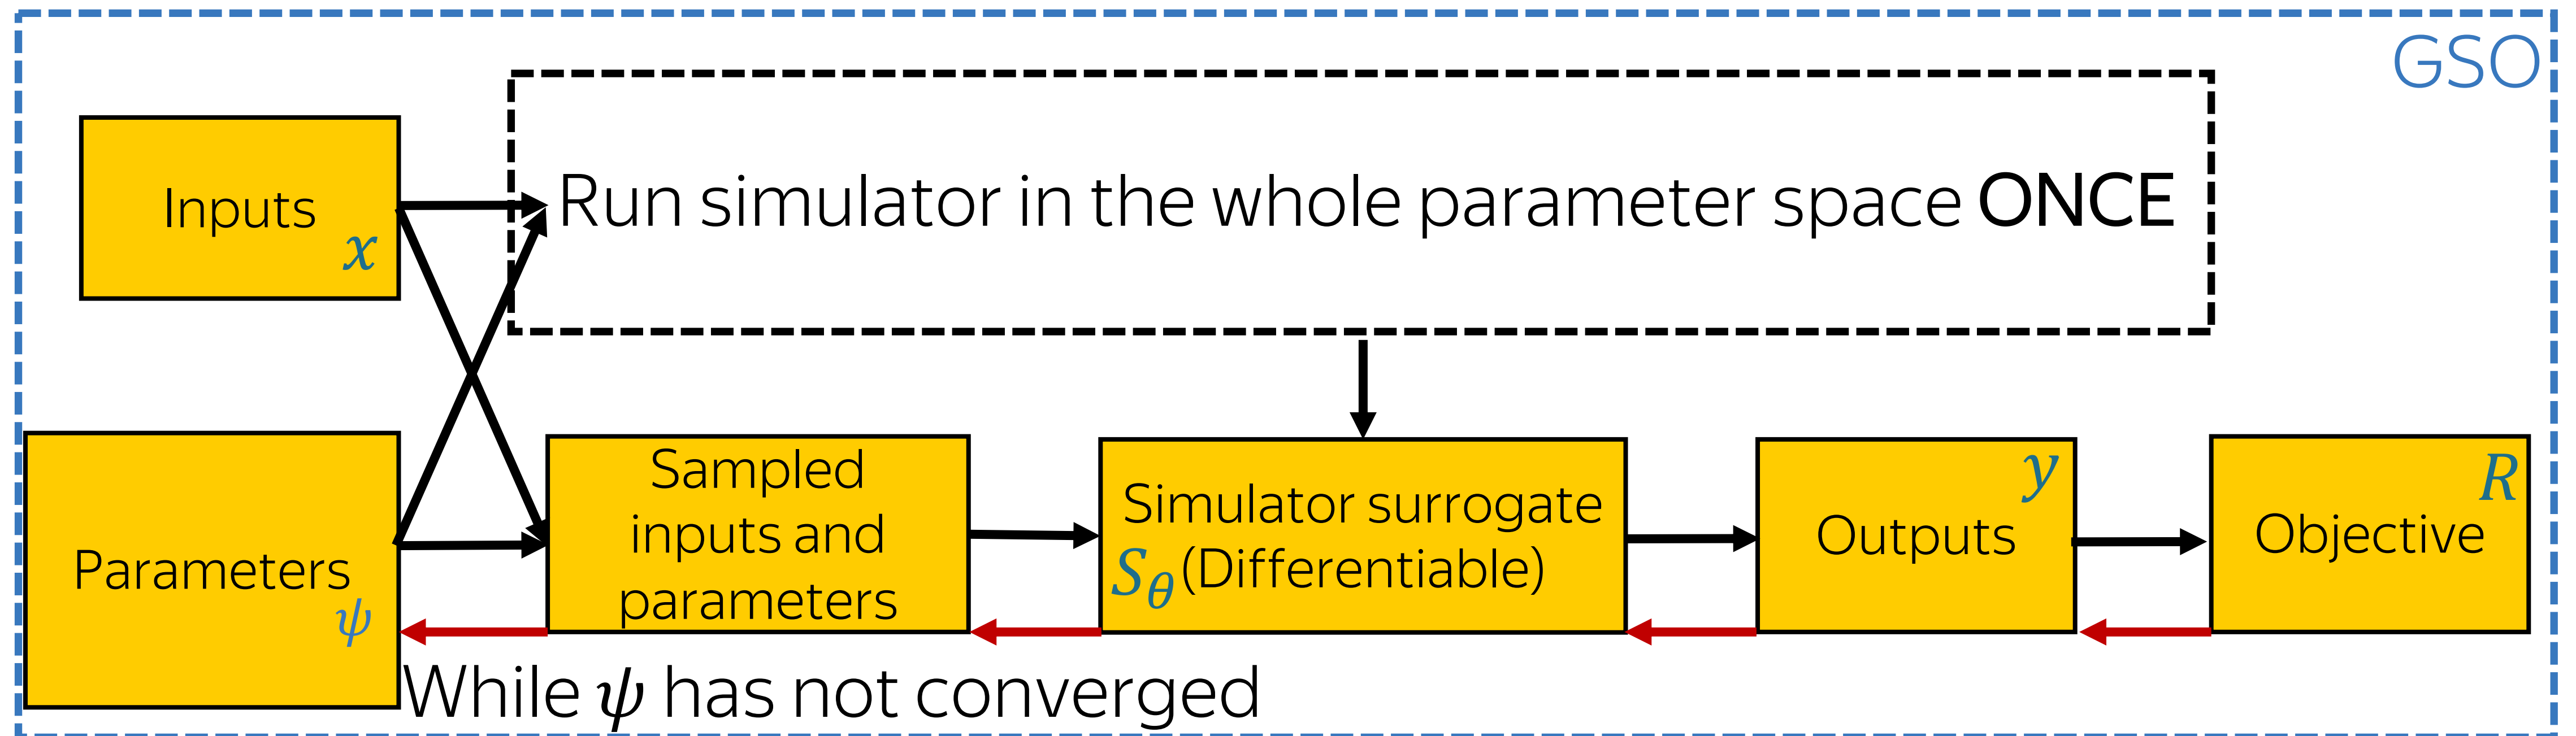 GSO
Inputs
x
Run simulator in the whole parameter space ONCE
Parameters
ψ
Sampled
inputs and
parameters
Simulator surrogate
S_θ (Differentiable)
y
Outputs
R
Objective
While ψ has not converged